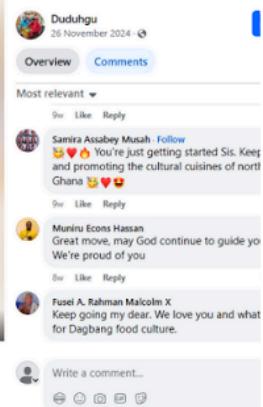 Duduhgu
26 November 2024 ·
Overview Comments
Most relevant
9w Like Reply
Samira Assabey Musah · Follow
You're just getting started Sis. Keep
and promoting the cultural cuisines of north
Ghana
9w Like Reply
Muniru Econs Hassan
Great move, may God continue to guide you
We're proud of you
8w Like Reply
Fusei A. Rahman Malcolm X
Keep going my dear. We love you and what
for Dagbang food culture.
Write a comment...
GIF